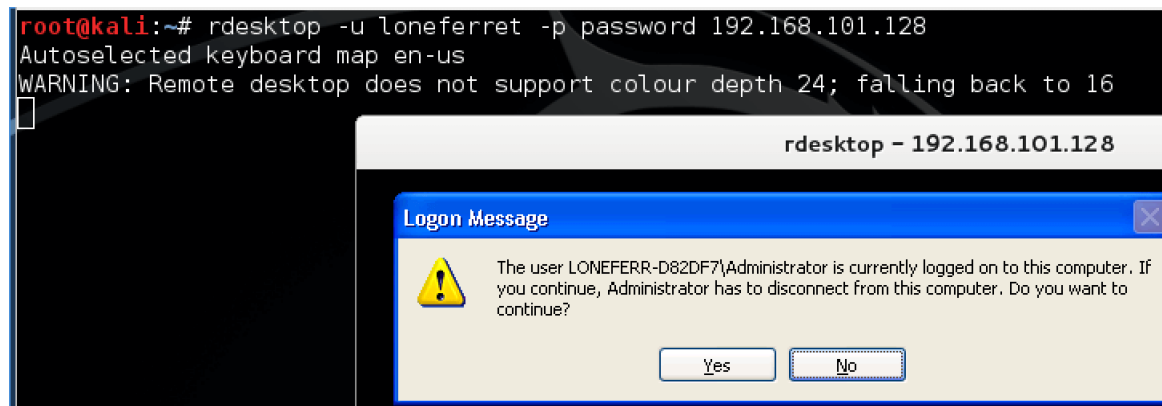 root@kali:~# rdesktop -u loneferret -p password 192.168.101.128
Autoselected keyboard map en-us
WARNING: Remote desktop does not support colour depth 24; falling back to 16
rdesktop - 192.168.101.128
Logon Message
The user LONEFERR-D82DF7\Administrator is currently logged on to this computer. If
you continue, Administrator has to disconnect from this computer. Do you want to
continue?
Yes
No